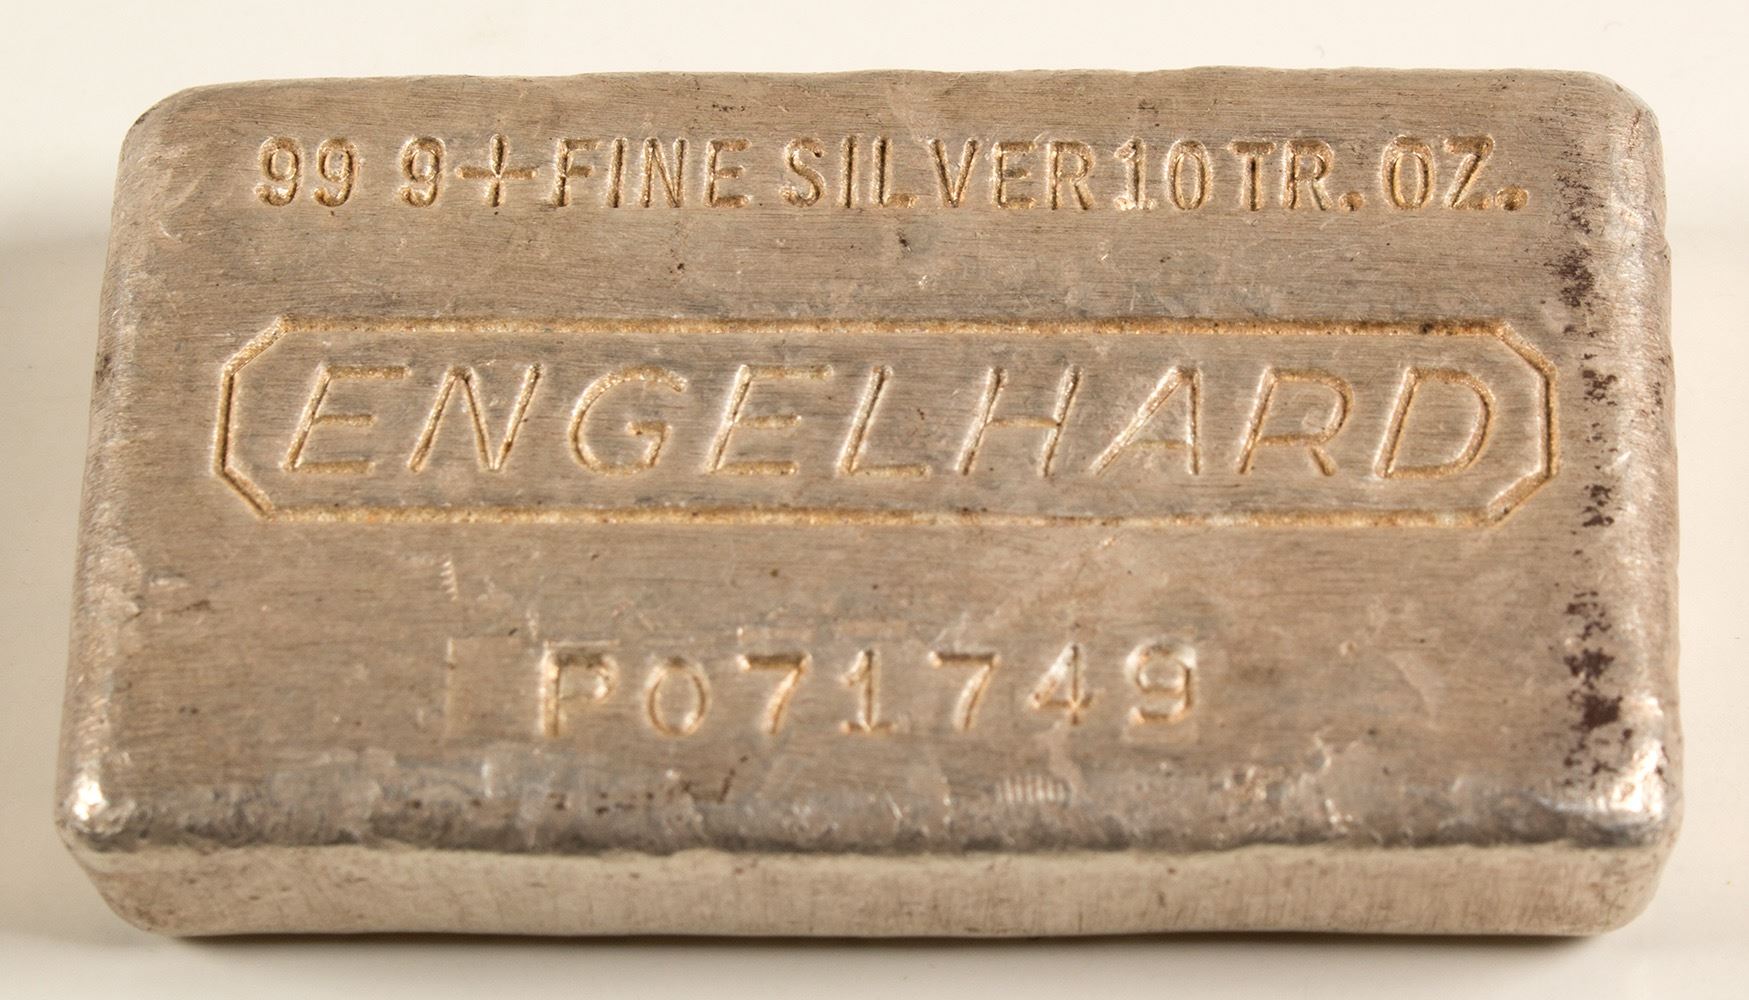 99 9+FINE SILVER 10 TR. OZ.
ENGELHARD
P071749